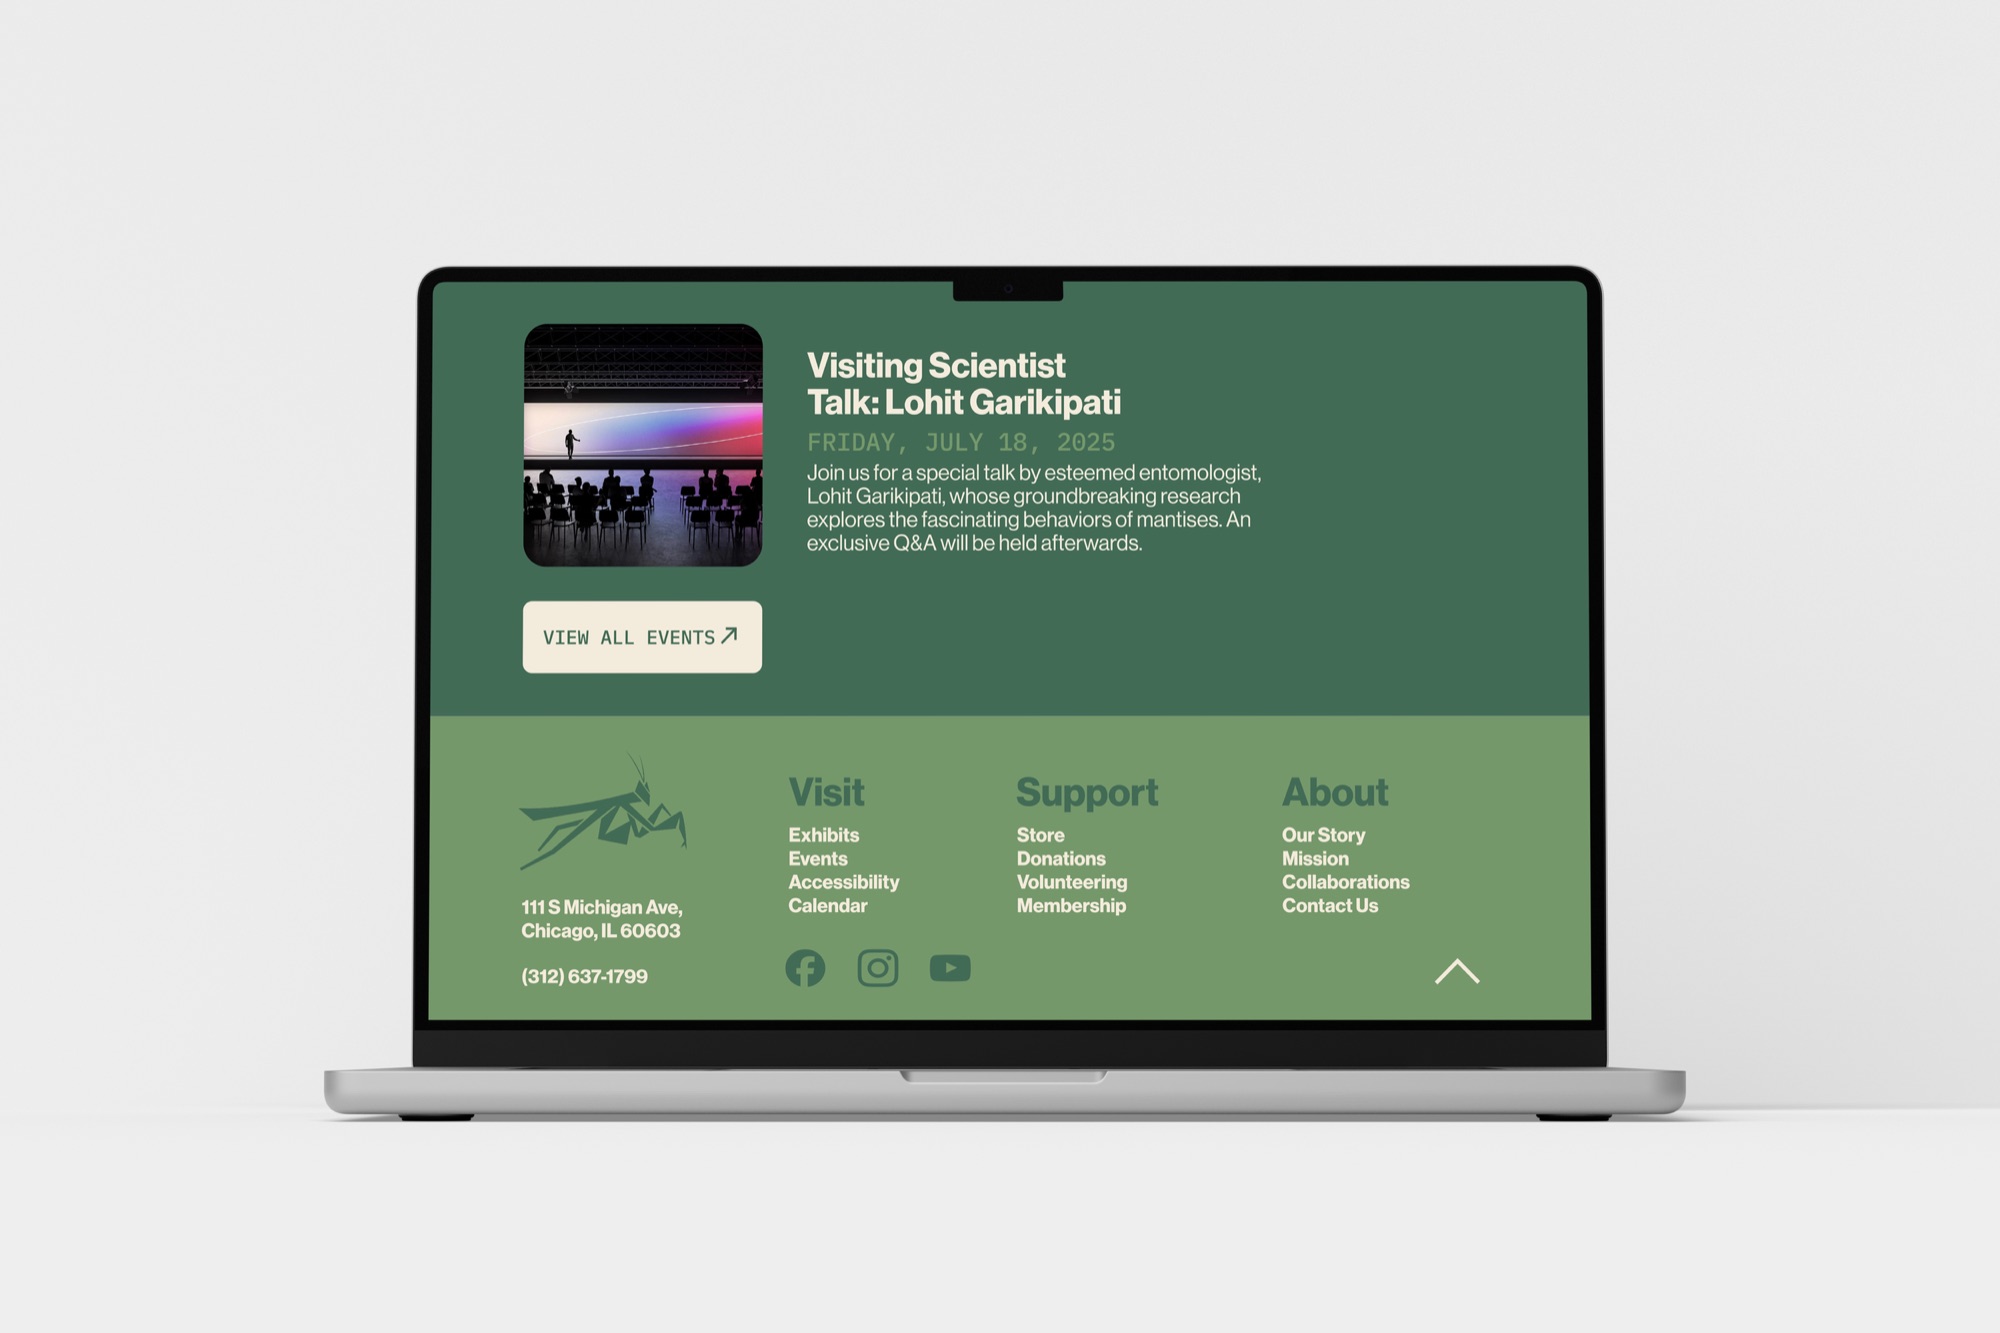 Visiting Scientist
Talk: Lohit Garikipati
FRIDAY, JULY 18, 2025
Join us for a special talk by esteemed entomologist,
Lohit Garikipati, whose groundbreaking research
explores the fascinating behaviors of mantises. An
exclusive Q&A will be held afterwards.
VIEW ALL EVENTS
111 S Michigan Ave,
Chicago, IL 60603
(312) 637-1799
Visit
Exhibits
Events
Accessibility
Calendar
Support
Store
Donations
Volunteering
Membership
About
Our Story
Mission
Collaborations
Contact Us